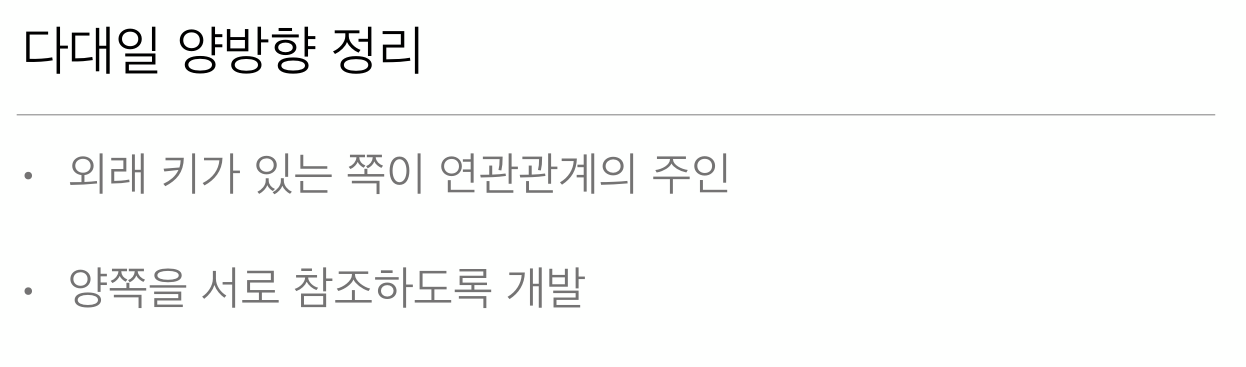 다대일 양방향 정리
• 외래 키가 있는 쪽이 연관관계의 주인
• 양쪽을 서로 참조하도록 개발